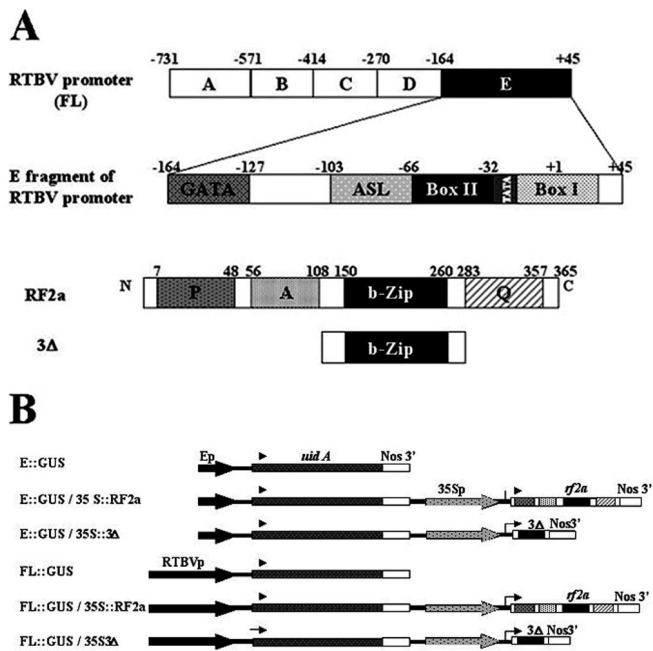 A
-731 -571 -414 -270 -164 +45
RTBV promoter
(FL)
A B C D E
-164 -127 -103 -66 -32 +1 +45
E fragment of
RTBV promoter
GATA ASL Box II TATA Box I
7 48 56 108 150 260 283 357 365
RF2a N P A b-Zip Q C
3Δ b-Zip
B
Ep uid A Nos 3'
E::GUS
35Sp rf2a Nos 3'
E::GUS / 35 S::RF2a
3Δ Nos3'
E::GUS / 35S::3Δ
RTBVp
FL::GUS
rf2a Nos 3'
FL::GUS / 35S::RF2a
3Δ Nos3'
FL::GUS / 35S3Δ